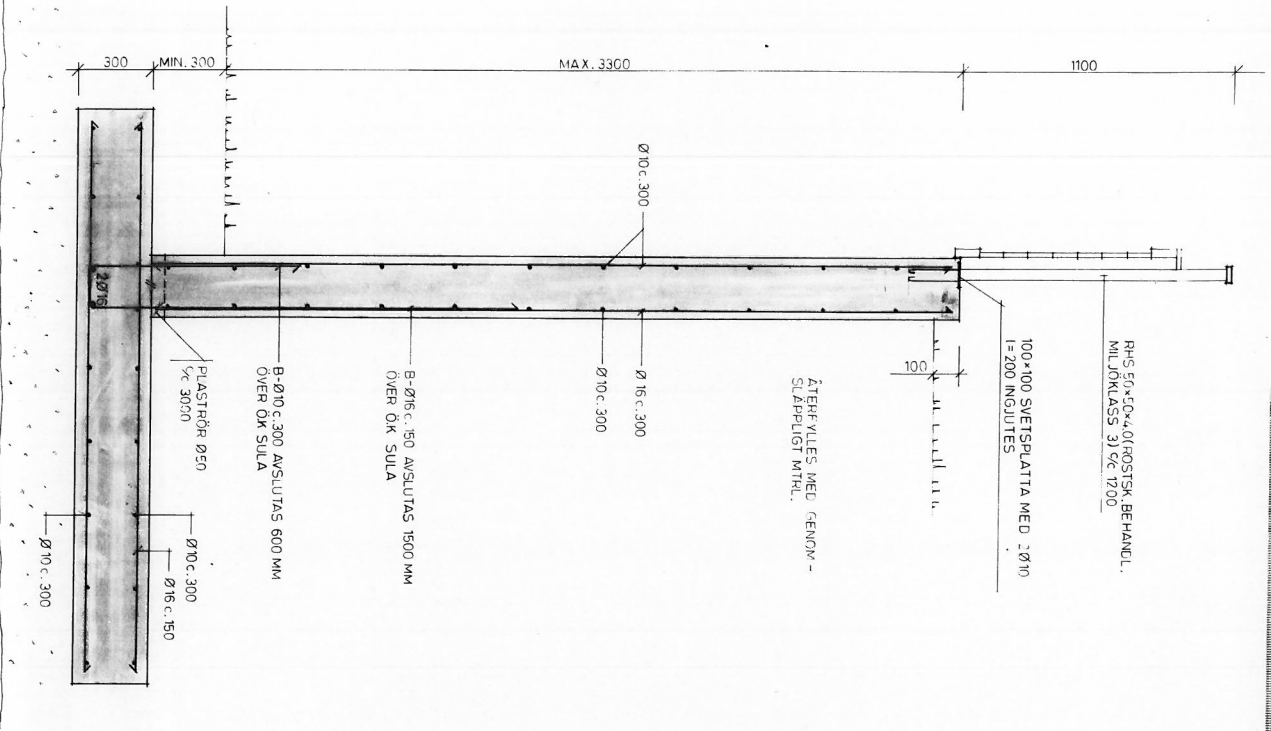 300
MIN. 300
MAX. 3300
1100
Ø10 c. 300
RHS 50×50×4.0 (ROSTSK. BEHANDL.
MILJÖKLASS 3) c/c 1200
100×100 SVETSPLATTA MED 2Ø10
l = 200 INGJUTES
100
ÅTERFYLLES MED GENOM-
SLÄPPLIGT MTRL.
Ø 16 c. 300
Ø 10 c. 300
B-Ø16 c. 150 AVSLUTAS 1500 MM
ÖVER ÖK SULA
B-Ø10 c. 300 AVSLUTAS 600 MM
ÖVER ÖK SULA
PLASTRÖR Ø50
c/c 3000
2Ø16
Ø10 c. 300
Ø16 c. 150
Ø10 c. 300